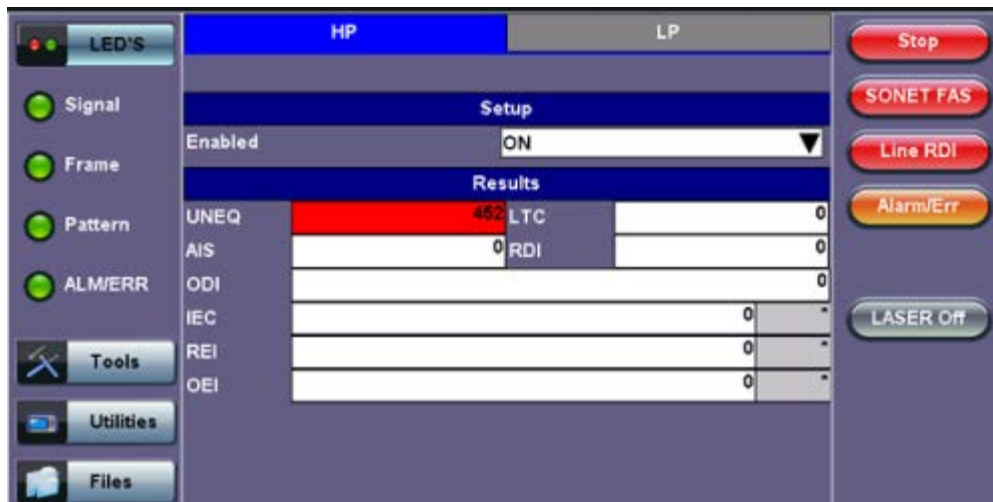 LED'S
Signal
Frame
Pattern
ALM/ERR
Tools
Utilities
Files
HP LP
Setup
Enabled ON
Results
UNEQ 452 LTC 0
AIS 0 RDI 0
ODI 0
IEC 0 -
REI 0 -
OEI 0 -
Stop
SONET FAS
Line RDI
Alarm/Err
LASER Off